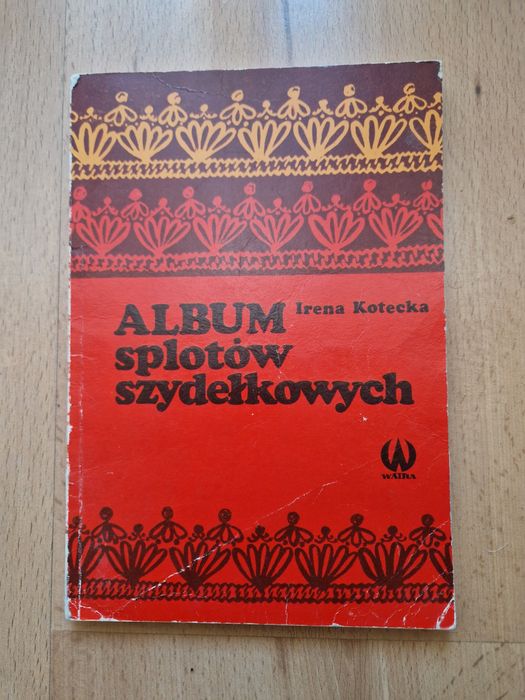 Irena Kotecka
ALBUM
splotów
szydełkowych
WATRA